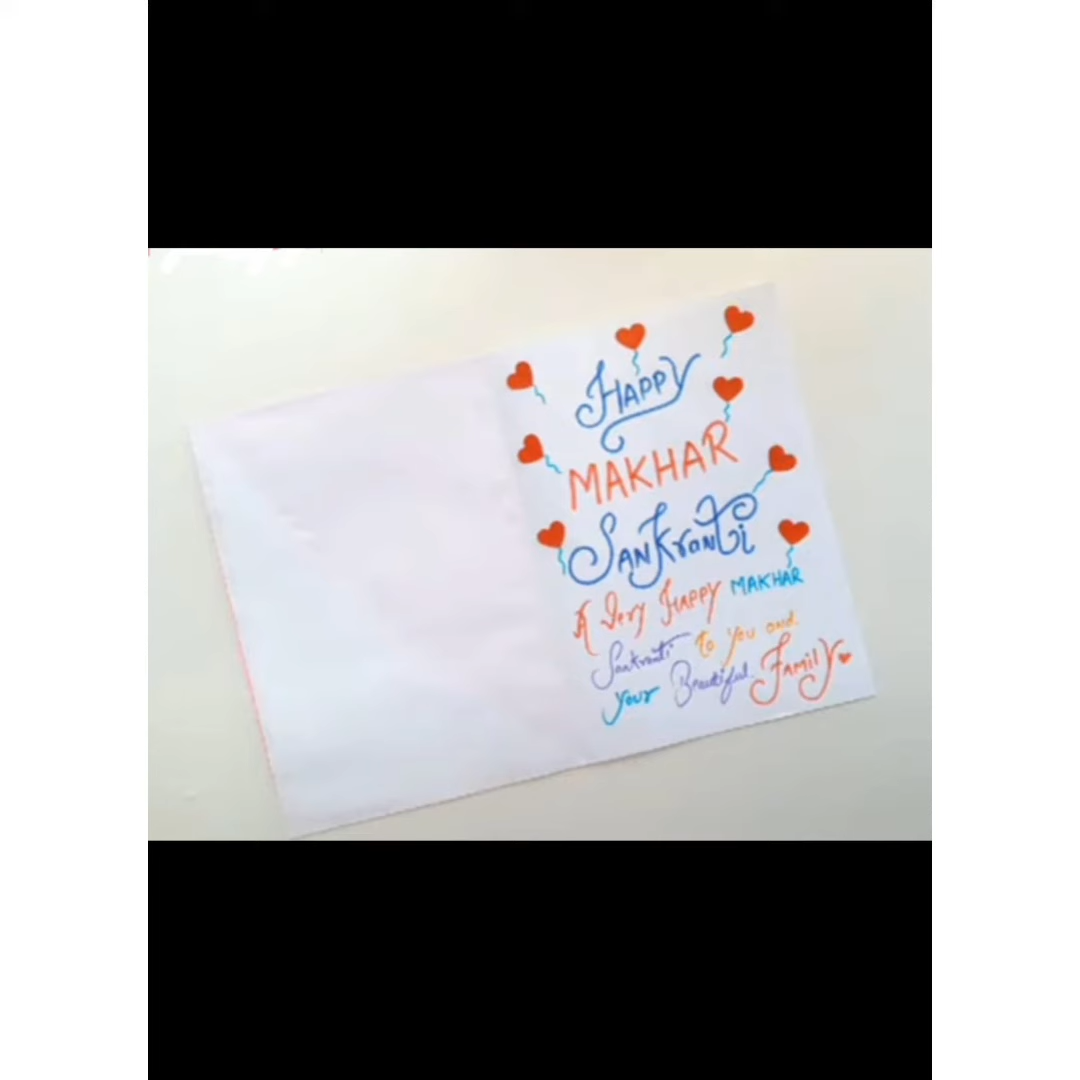 Happy
MAKHAR
Sankranti
A Very Happy MAKHAR
Sankranti To You and
your Beautiful Family